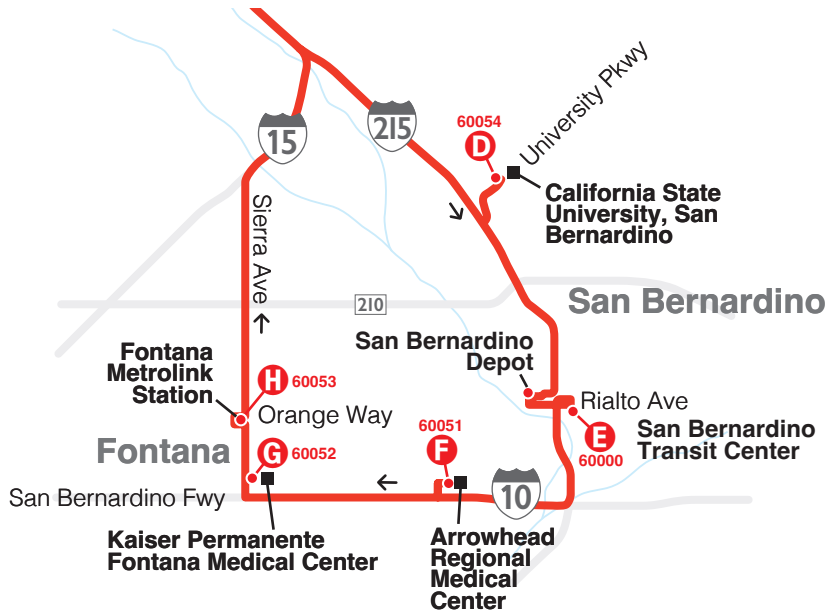 University Pkwy
60054
D
15
215
California State
University, San
Bernardino
Sierra Ave
210
San Bernardino
San Bernardino
Depot
Fontana
Metrolink
Station
H
60053
Rialto Ave
Orange Way
60051
F
E
60000
San Bernardino
Transit Center
Fontana
G
60052
San Bernardino Fwy
10
Kaiser Permanente
Fontana Medical Center
Arrowhead
Regional
Medical
Center